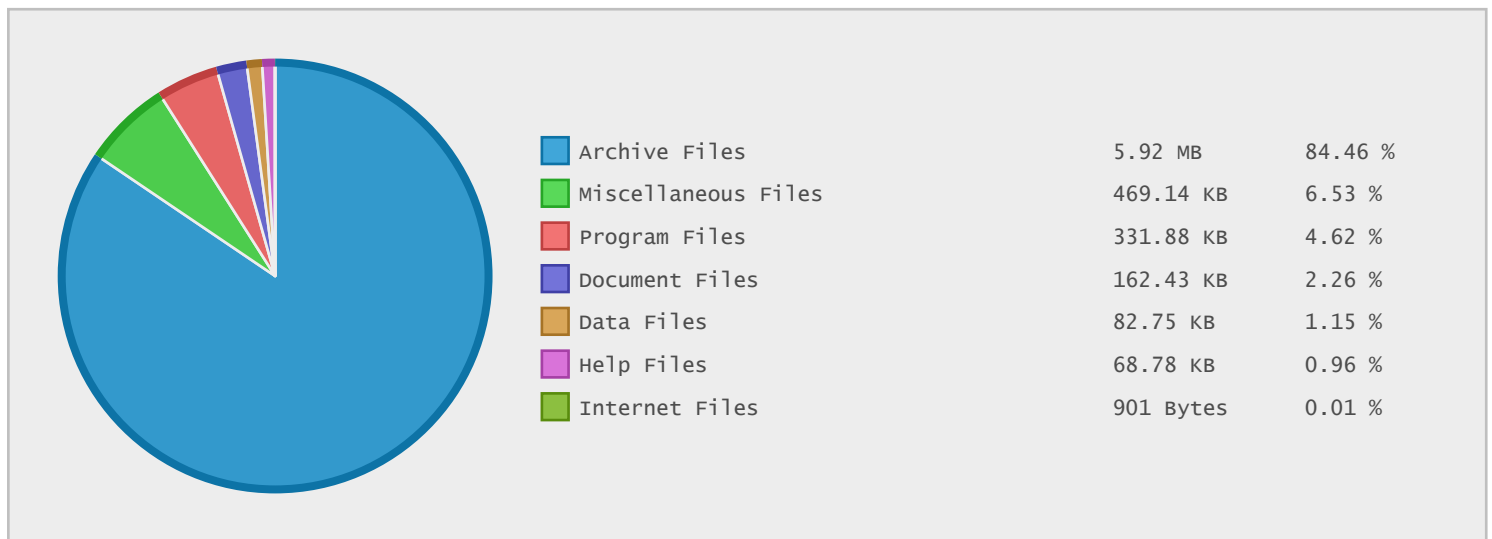 Archive Files 5.92 MB 84.46 %
Miscellaneous Files 469.14 KB 6.53 %
Program Files 331.88 KB 4.62 %
Document Files 162.43 KB 2.26 %
Data Files 82.75 KB 1.15 %
Help Files 68.78 KB 0.96 %
Internet Files 901 Bytes 0.01 %